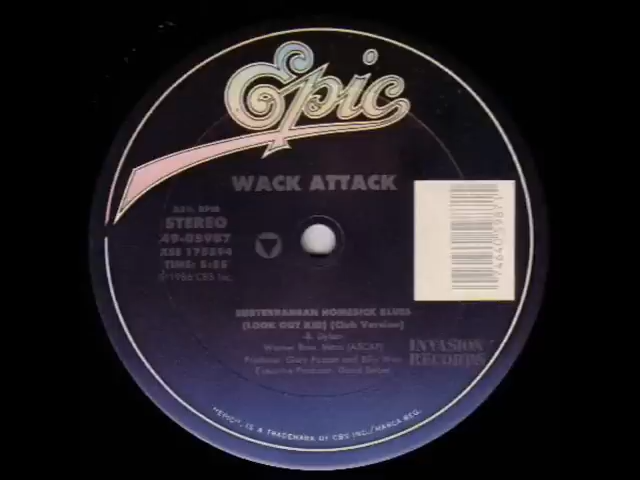 Epic
WACK ATTACK
33⅓ RPM
STEREO
49-05987
TIME: 5:55
©1986 CBS Inc.
SUBTERRANEAN HOMESICK BLUES
(LOOK OUT KID) (Club Version)
-B. Dylan-
Warner Bros. Music (ASCAP)
INVASION
RECORDS
"EPIC", IS A TRADEMARK OF CBS INC./MARCA REG.